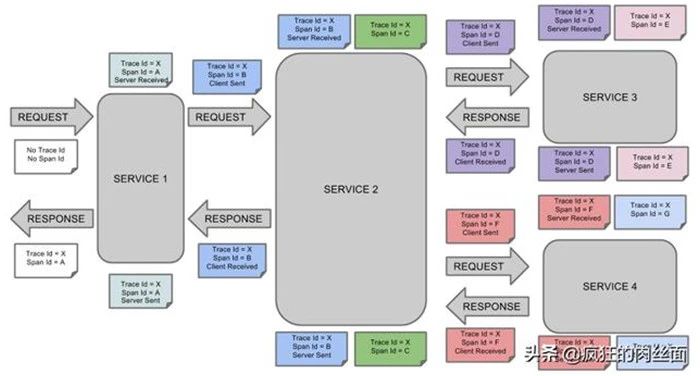 Trace Id = X
Span Id = B
Server Received
Trace Id = X
Span Id = C
Trace Id = X
Span Id = D
Client Sent
Trace Id = X
Span Id = D
Server Received
Trace Id = X
Span Id = E
Trace Id = X
Span Id = A
Server Received
Trace Id = X
Span Id = B
Client Sent
REQUEST
REQUEST
REQUEST
RESPONSE
SERVICE 3
No Trace Id
No Span Id
SERVICE 1
SERVICE 2
Trace Id = X
Span Id = D
Client Received
Trace Id = X
Span Id = D
Server Sent
Trace Id = X
Span Id = E
RESPONSE
RESPONSE
Trace Id = X
Span Id = F
Client Sent
Trace Id = X
Span Id = F
Server Received
Trace Id = X
Span Id = G
Trace Id = X
Span Id = A
Trace Id = X
Span Id = B
Client Received
REQUEST
RESPONSE
SERVICE 4
Trace Id = X
Span Id = A
Server Sent
Trace Id = X
Span Id = B
Server Sent
Trace Id = X
Span Id = C
Trace Id = X
Span Id = F
Client Received
Trace Id = X
头条 @疯狂的肉丝面